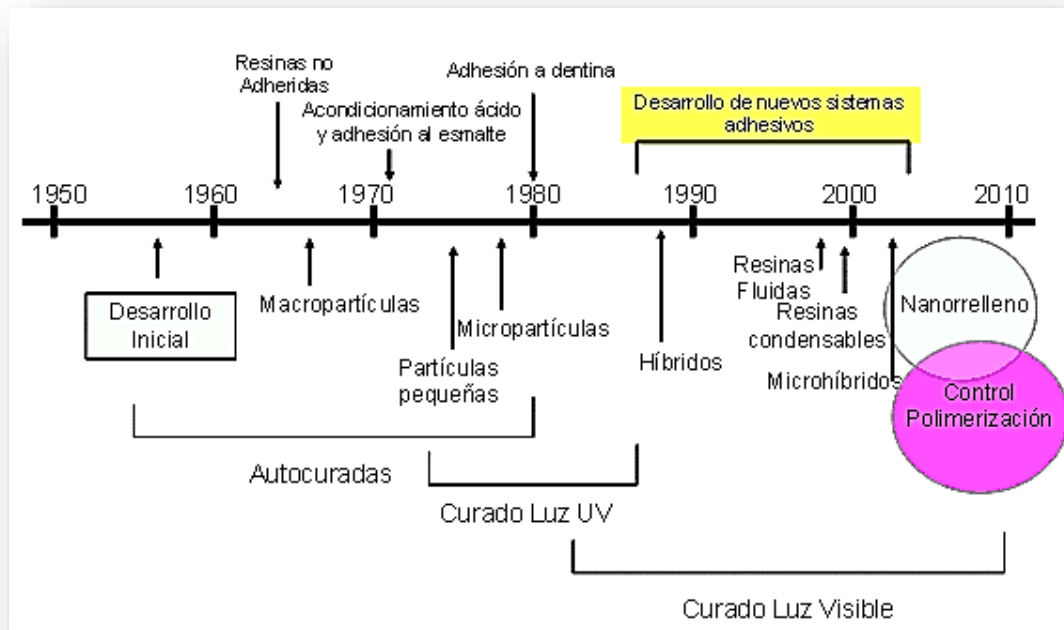 Resinas no
Adheridas
Adhesión a dentina
Acondicionamiento ácido
y adhesión al esmalte
Desarrollo de nuevos sistemas
adhesivos
1950 1960 1970 1980 1990 2000 2010
Desarrollo
Inicial
Macropartículas
Partículas
pequeñas
Micropartículas
Híbridos
Resinas
Fluidas
Resinas
condensables
Microhíbridos
Nanorrelleno
Control
Polimerización
Autocuradas
Curado Luz UV
Curado Luz Visible